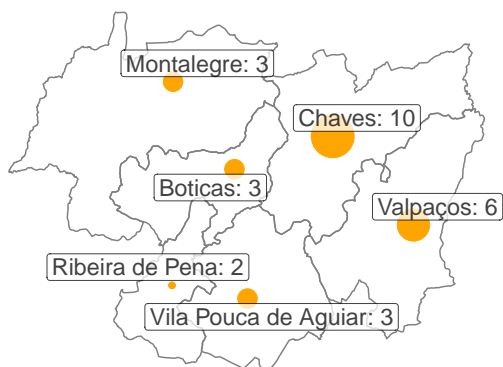 Montalegre: 3
Chaves: 10
Boticas: 3
Valpaços: 6
Ribeira de Pena: 2
Vila Pouca de Aguiar: 3